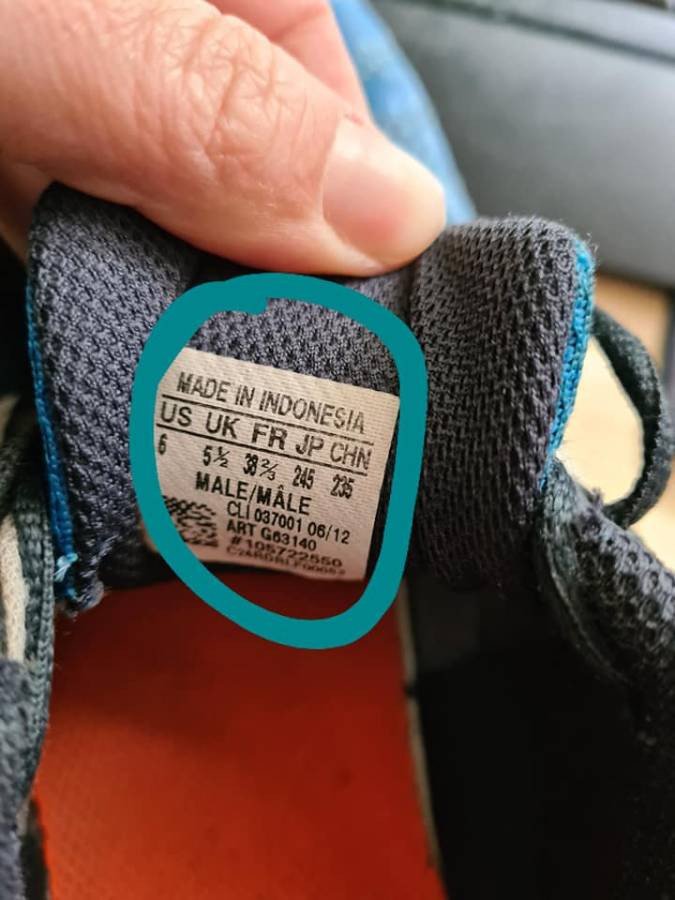 MADE IN INDONESIA
US UK FR JP CHN
6 5½ 38⅔ 245 235
MALE/MÂLE
CLI 037001 06/12
ART G63140
#105722550